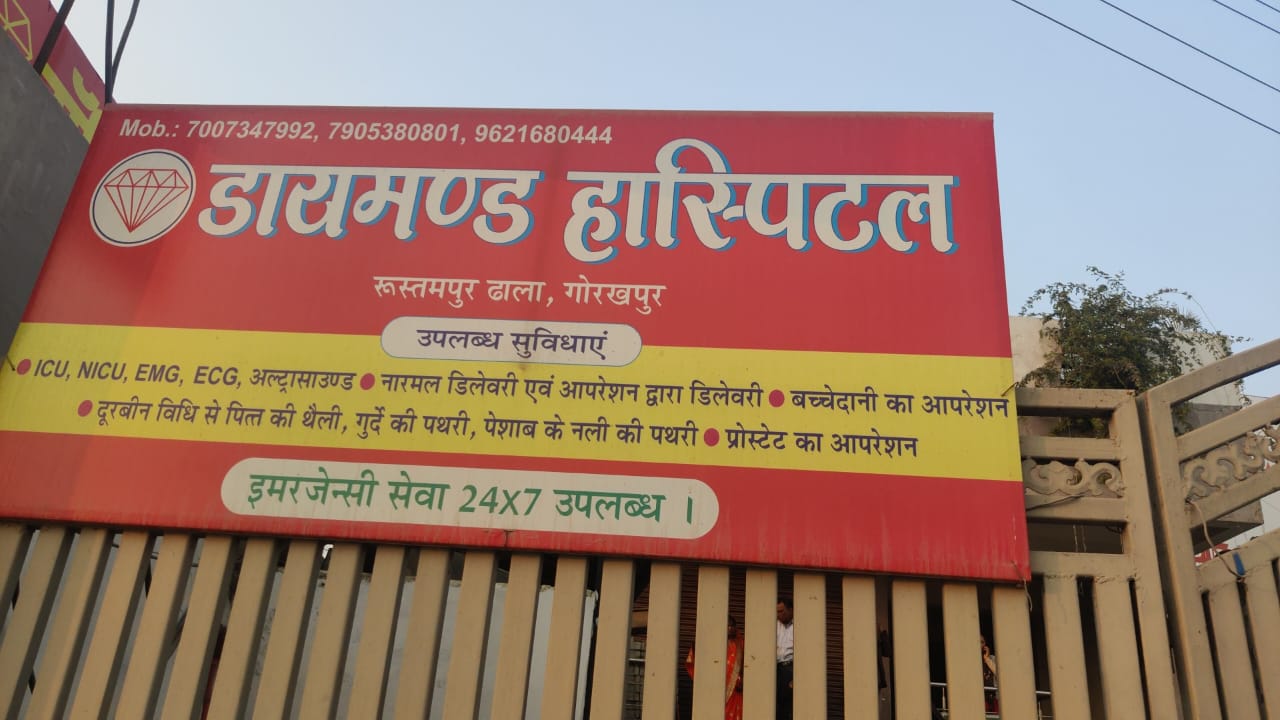 Mob.: 7007347992, 7905380801, 9621680444
डायमण्ड हास्पिटल
रूस्तमपुर ढाला, गोरखपुर
उपलब्ध सुविधाएं
• ICU, NICU, EMG, ECG, अल्ट्रासाउण्ड • नारमल डिलेवरी एवं आपरेशन द्वारा डिलेवरी • बच्चेदानी का आपरेशन
• दूरबीन विधि से पित्त की थैली, गुर्दे की पथरी, पेशाब के नली की पथरी • प्रोस्टेट का आपरेशन
इमरजेन्सी सेवा 24X7 उपलब्ध ।